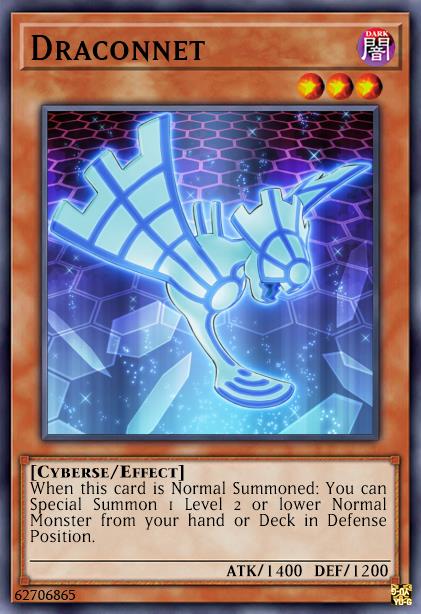 DRACONNET
DARK
闇
[CYBERSE/EFFECT]
When this card is Normal Summoned: You can
Special Summon 1 Level 2 or lower Normal
Monster from your hand or Deck in Defense
Position.
ATK/1400 DEF/1200
62706865